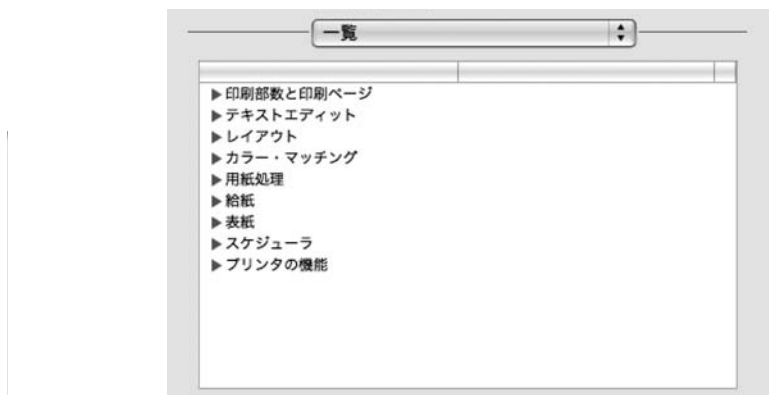 一覧
印刷部数と印刷ページ
テキストエディット
レイアウト
カラー・マッチング
用紙処理
給紙
表紙
スケジューラ
プリンタの機能